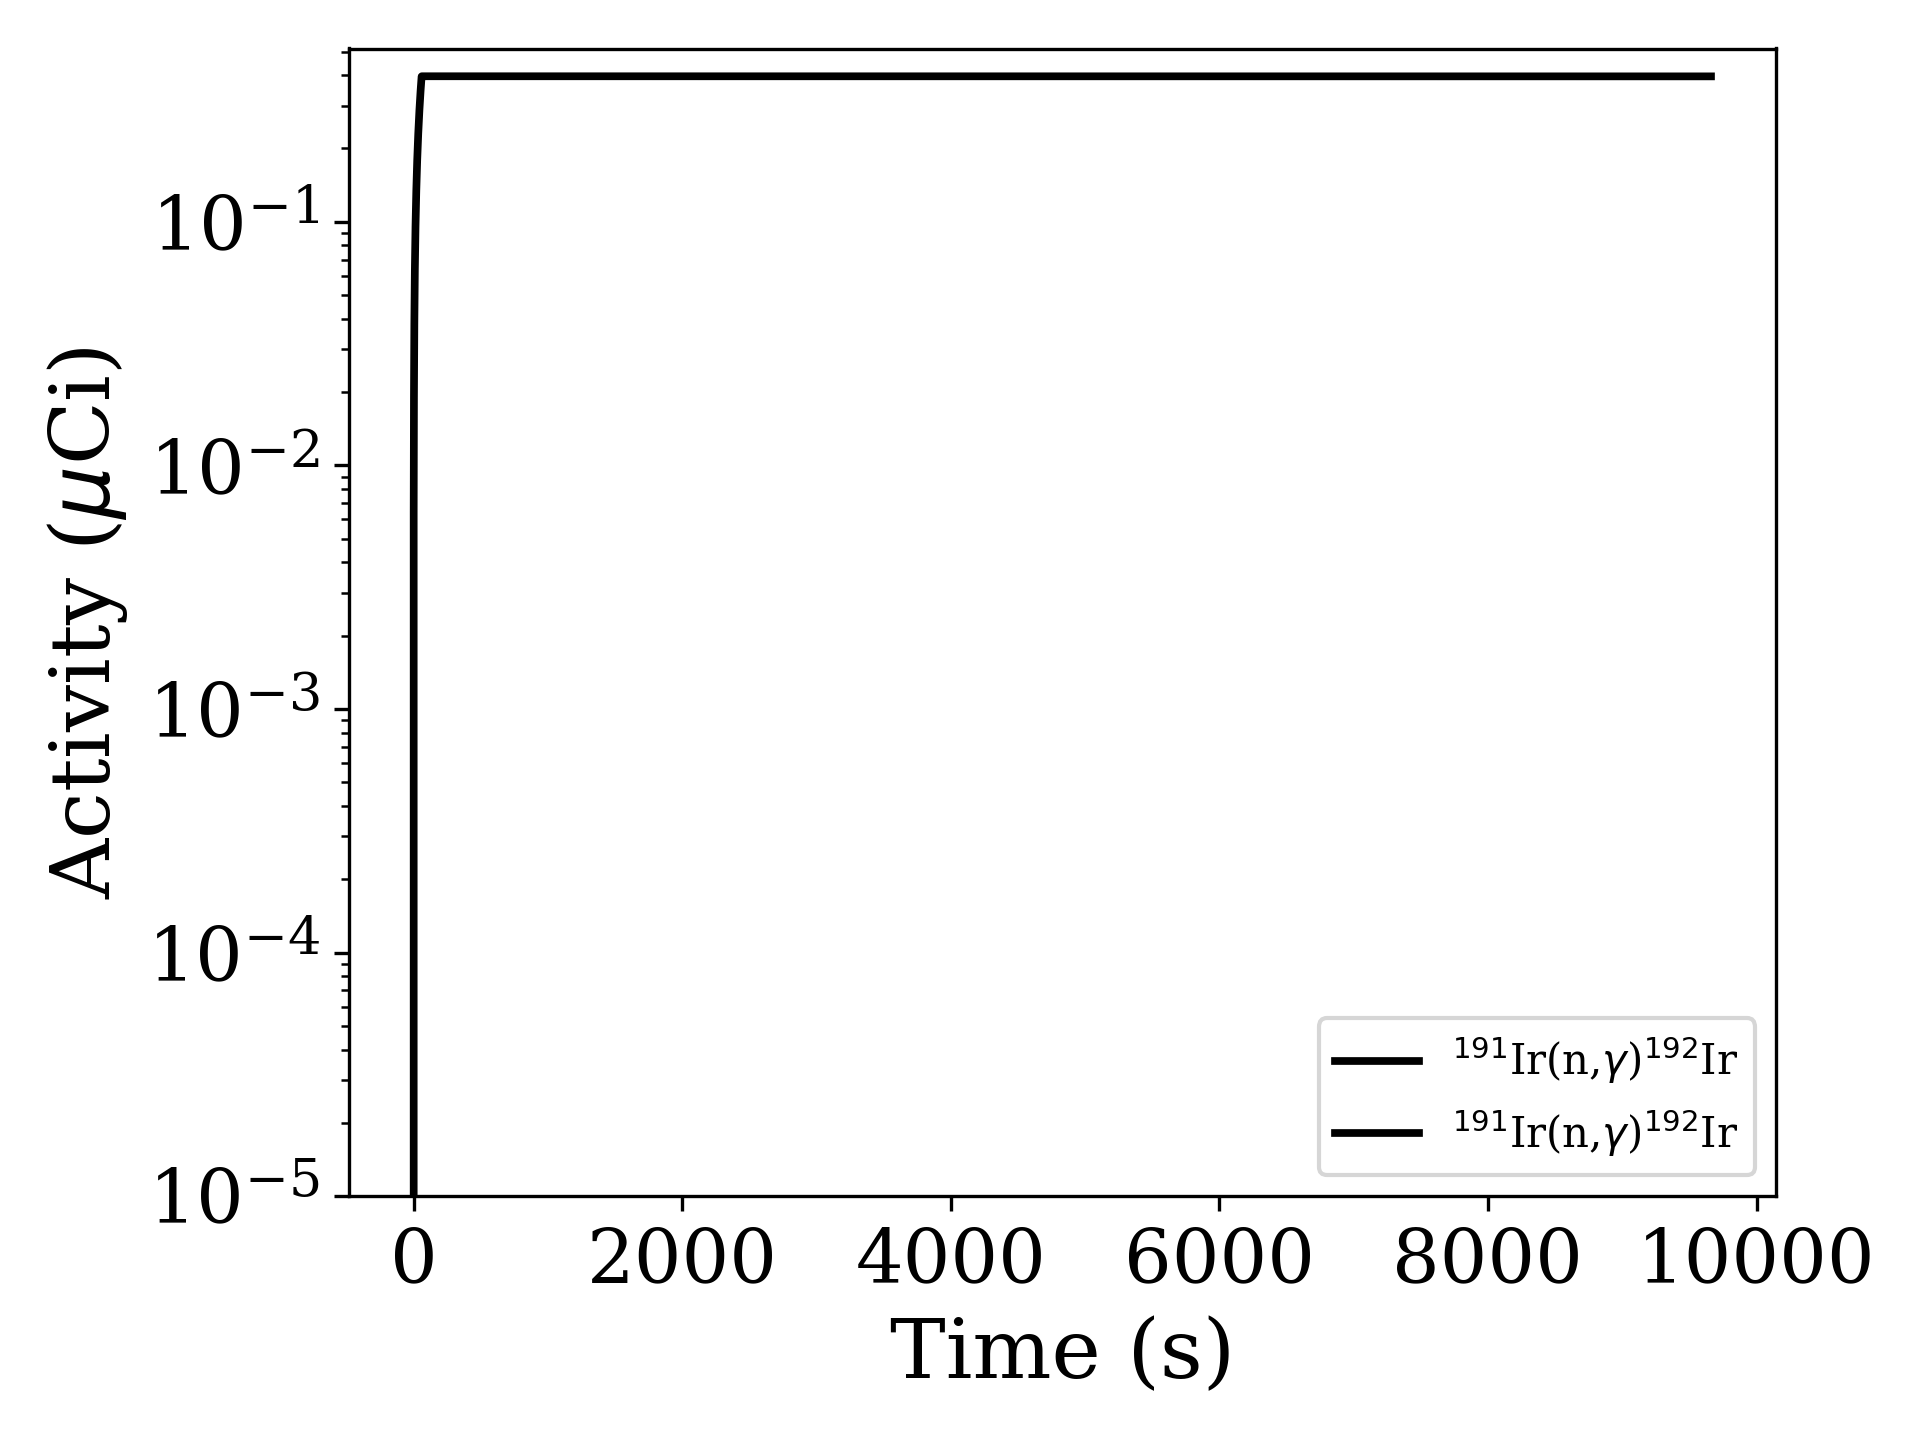 Activity (μCi)
10⁻¹
10⁻²
10⁻³
10⁻⁴
10⁻⁵
¹⁹¹Ir(n,γ)¹⁹²Ir
¹⁹¹Ir(n,γ)¹⁹²Ir
0 2000 4000 6000 8000 10000
Time (s)